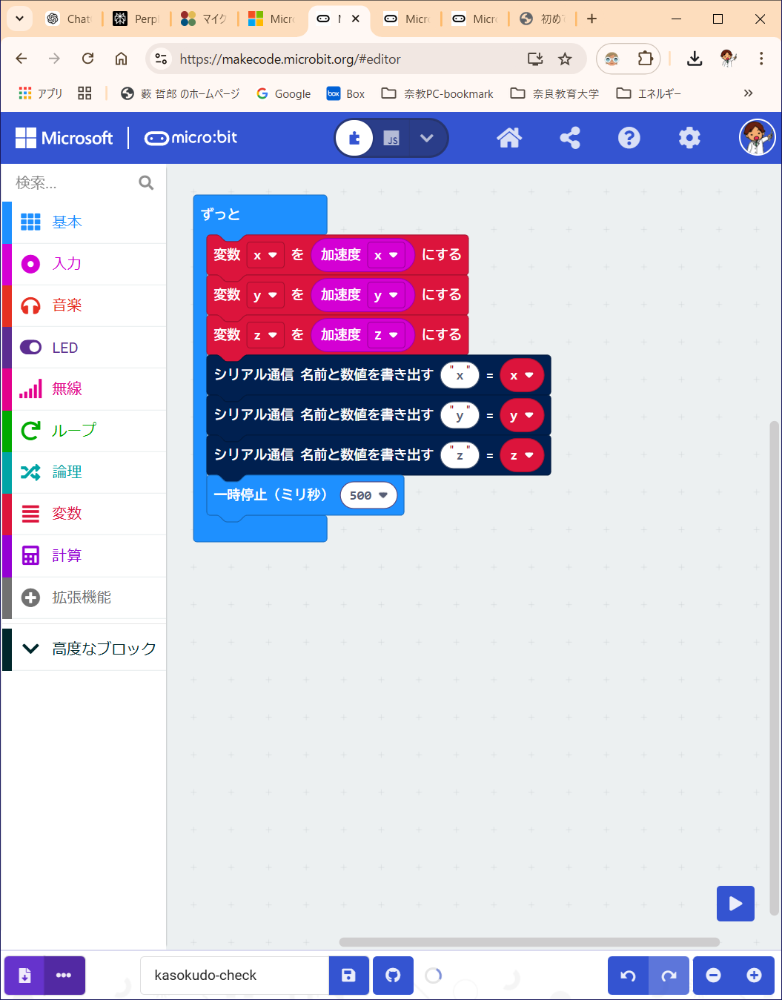 Chat
Perp
マイク
Micr
Micr
Micr
初め
https://makecode.microbit.org/#editor
アプリ
薮 哲郎 のホームページ
Google
box
Box
奈教PC-bookmark
奈良教育大学
エネルギー
Microsoft
micro:bit
JS
検索...
基本
入力
音楽
LED
無線
ループ
論理
変数
計算
拡張機能
高度なブロック
ずっと
変数 x を 加速度 x にする
変数 y を 加速度 y にする
変数 z を 加速度 z にする
シリアル通信 名前と数値を書き出す "x" = x
シリアル通信 名前と数値を書き出す "y" = y
シリアル通信 名前と数値を書き出す "z" = z
一時停止（ミリ秒） 500
kasokudo-check